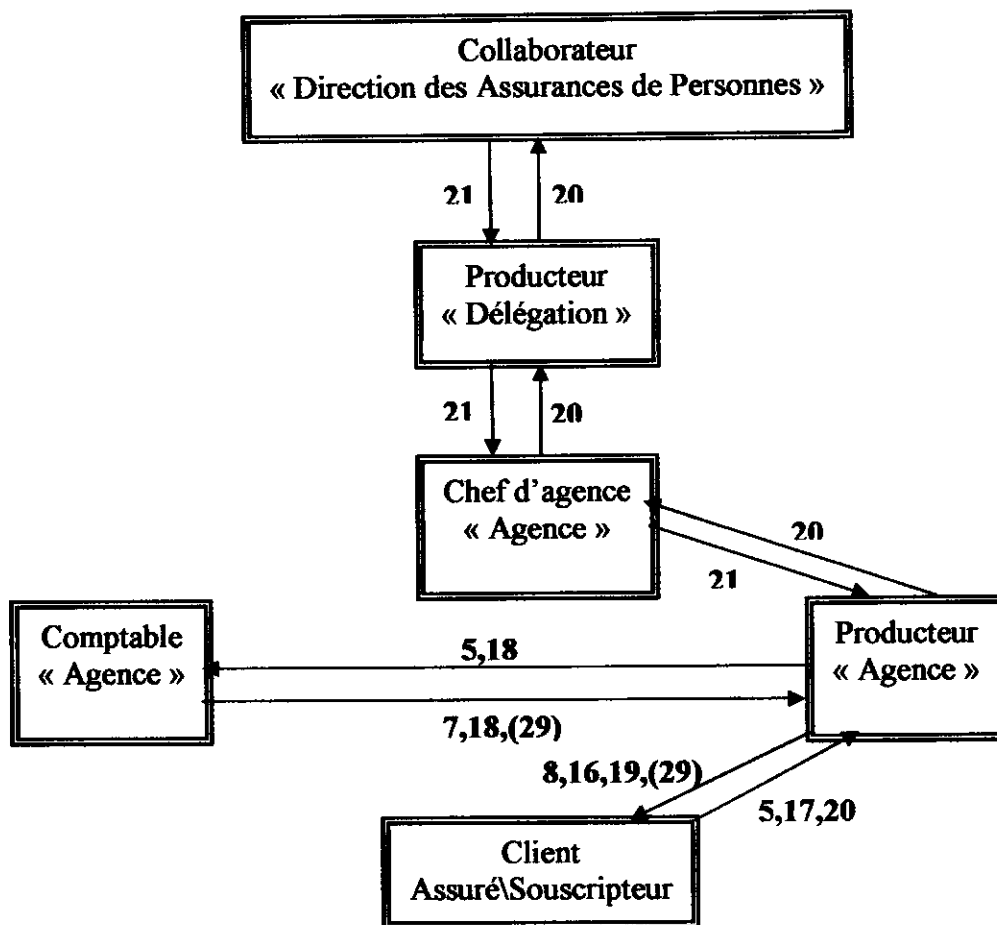 Collaborateur
« Direction des Assurances de Personnes »
21
20
Producteur
« Délégation »
21
20
Chef d'agence
« Agence »
20
21
Comptable
« Agence »
Producteur
« Agence »
5,18
7,18,(29)
8,16,19,(29)
5,17,20
Client
Assuré\Souscripteur